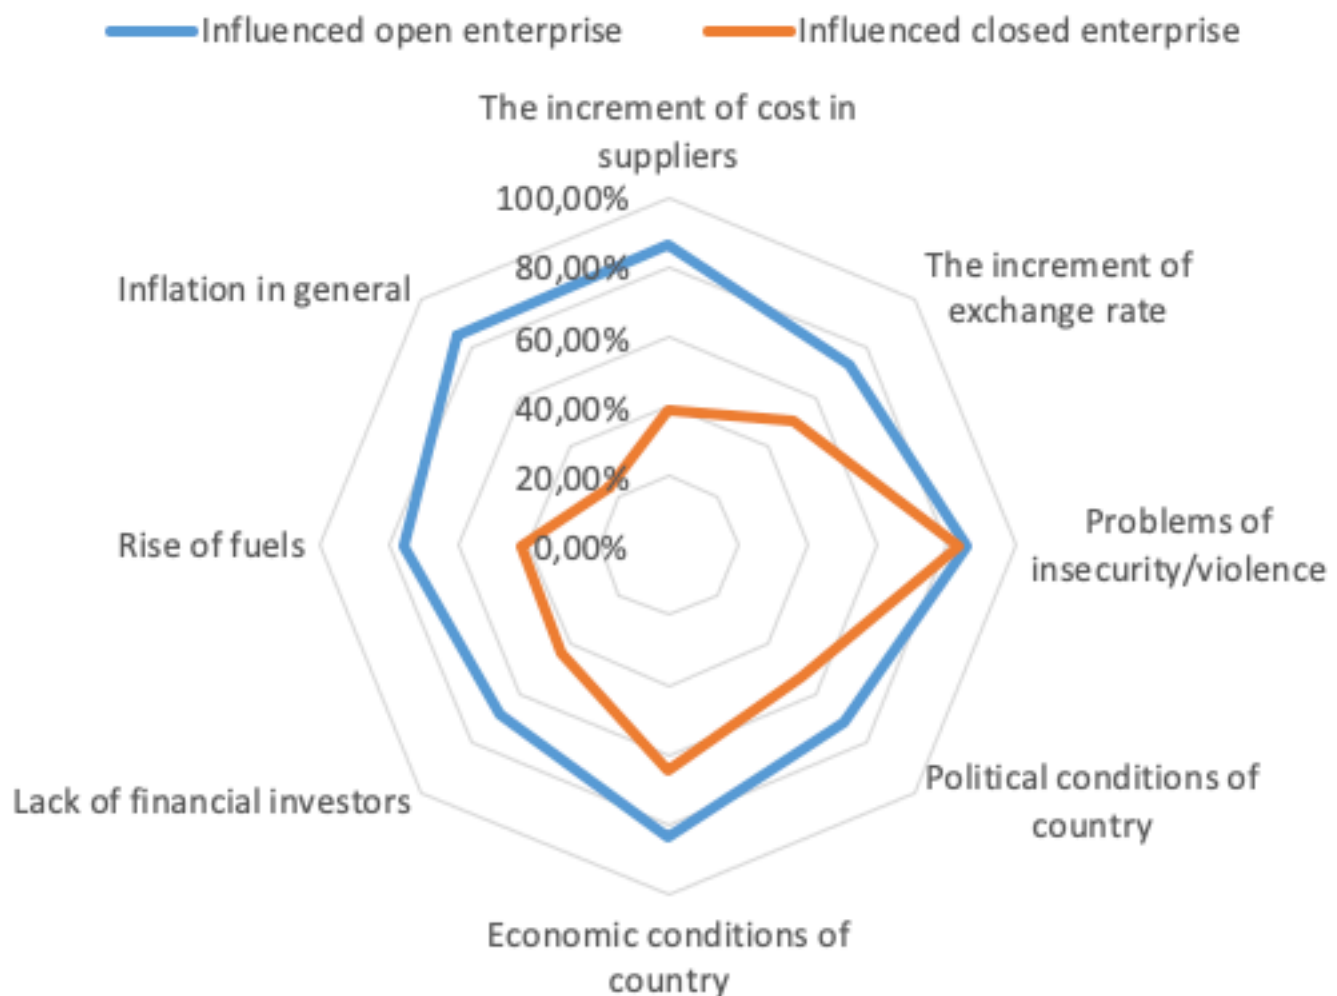 Influenced open enterprise
Influenced closed enterprise
The increment of cost in
suppliers
100,00%
80,00%
60,00%
40,00%
20,00%
0,00%
The increment of
exchange rate
Problems of
insecurity/violence
Political conditions of
country
Economic conditions of
country
Lack of financial investors
Rise of fuels
Inflation in general